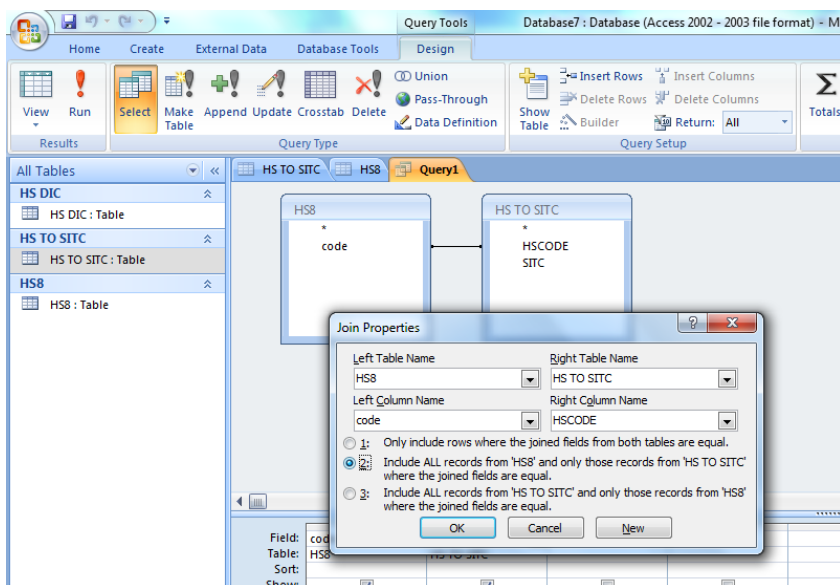 Query Tools
Database7 : Database (Access 2002 - 2003 file format) - M
Home Create External Data Database Tools Design
View
Run
Results
Select
Make Table
Append
Update
Crosstab
Delete
Union
Pass-Through
Data Definition
Query Type
Show Table
Insert Rows
Delete Rows
Builder
Insert Columns
Delete Columns
Return: All
Query Setup
Σ
Totals
All Tables
HS DIC
HS DIC : Table
HS TO SITC
HS TO SITC : Table
HS8
HS8 : Table
HS TO SITC HS8 Query1
HS8
*
code
HS TO SITC
*
HSCODE
SITC
Join Properties
Left Table Name Right Table Name
HS8 HS TO SITC
Left Column Name Right Column Name
code HSCODE
1: Only include rows where the joined fields from both tables are equal.
2: Include ALL records from 'HS8' and only those records from 'HS TO SITC'
where the joined fields are equal.
3: Include ALL records from 'HS TO SITC' and only those records from 'HS8'
where the joined fields are equal.
OK Cancel New
Field: cod
Table: HS8
Sort:
Show: